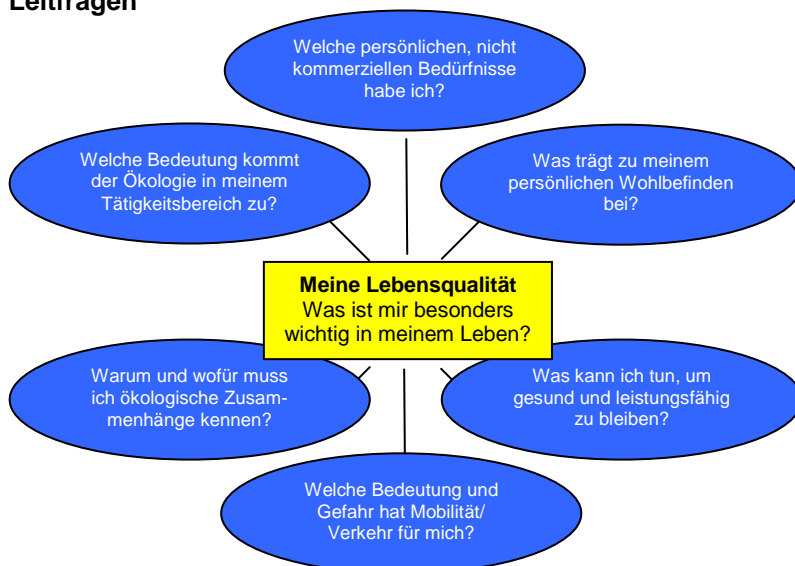 Leitfragen
Welche persönlichen, nicht
kommerziellen Bedürfnisse
habe ich?
Welche Bedeutung kommt
der Ökologie in meinem
Tätigkeitsbereich zu?
Was trägt zu meinem
persönlichen Wohlbefinden
bei?
Meine Lebensqualität
Was ist mir besonders
wichtig in meinem Leben?
Warum und wofür muss
ich ökologische Zusam-
menhänge kennen?
Was kann ich tun, um
gesund und leistungsfähig
zu bleiben?
Welche Bedeutung und
Gefahr hat Mobilität/
Verkehr für mich?